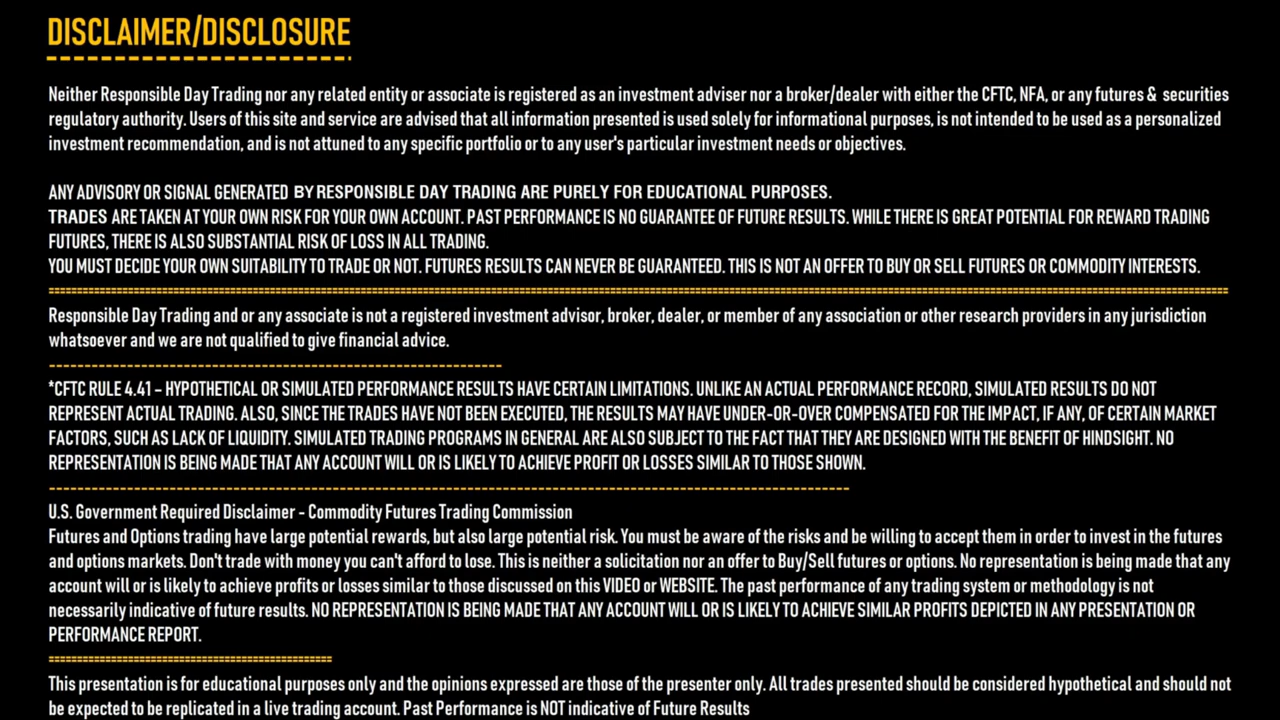 DISCLAIMER/DISCLOSURE
Neither Responsible Day Trading nor any related entity or associate is registered as an investment adviser nor a broker/dealer with either the CFTC, NFA, or any futures & securities
regulatory authority. Users of this site and service are advised that all information presented is used solely for informational purposes, is not intended to be used as a personalized
investment recommendation, and is not attuned to any specific portfolio or to any user's particular investment needs or objectives.
ANY ADVISORY OR SIGNAL GENERATED BY RESPONSIBLE DAY TRADING ARE PURELY FOR EDUCATIONAL PURPOSES.
TRADES ARE TAKEN AT YOUR OWN RISK FOR YOUR OWN ACCOUNT. PAST PERFORMANCE IS NO GUARANTEE OF FUTURE RESULTS. WHILE THERE IS GREAT POTENTIAL FOR REWARD TRADING
FUTURES, THERE IS ALSO SUBSTANTIAL RISK OF LOSS IN ALL TRADING.
YOU MUST DECIDE YOUR OWN SUITABILITY TO TRADE OR NOT. FUTURES RESULTS CAN NEVER BE GUARANTEED. THIS IS NOT AN OFFER TO BUY OR SELL FUTURES OR COMMODITY INTERESTS.
Responsible Day Trading and or any associate is not a registered investment advisor, broker, dealer, or member of any association or other research providers in any jurisdiction
whatsoever and we are not qualified to give financial advice.
*CFTC RULE 4.41 – HYPOTHETICAL OR SIMULATED PERFORMANCE RESULTS HAVE CERTAIN LIMITATIONS. UNLIKE AN ACTUAL PERFORMANCE RECORD, SIMULATED RESULTS DO NOT
REPRESENT ACTUAL TRADING. ALSO, SINCE THE TRADES HAVE NOT BEEN EXECUTED, THE RESULTS MAY HAVE UNDER-OR-OVER COMPENSATED FOR THE IMPACT, IF ANY, OF CERTAIN MARKET
FACTORS, SUCH AS LACK OF LIQUIDITY. SIMULATED TRADING PROGRAMS IN GENERAL ARE ALSO SUBJECT TO THE FACT THAT THEY ARE DESIGNED WITH THE BENEFIT OF HINDSIGHT. NO
REPRESENTATION IS BEING MADE THAT ANY ACCOUNT WILL OR IS LIKELY TO ACHIEVE PROFIT OR LOSSES SIMILAR TO THOSE SHOWN.
U.S. Government Required Disclaimer - Commodity Futures Trading Commission
Futures and Options trading have large potential rewards, but also large potential risk. You must be aware of the risks and be willing to accept them in order to invest in the futures
and options markets. Don't trade with money you can't afford to lose. This is neither a solicitation nor an offer to Buy/Sell futures or options. No representation is being made that any
account will or is likely to achieve profits or losses similar to those discussed on this VIDEO or WEBSITE. The past performance of any trading system or methodology is not
necessarily indicative of future results. NO REPRESENTATION IS BEING MADE THAT ANY ACCOUNT WILL OR IS LIKELY TO ACHIEVE SIMILAR PROFITS DEPICTED IN ANY PRESENTATION OR
PERFORMANCE REPORT.
This presentation is for educational purposes only and the opinions expressed are those of the presenter only. All trades presented should be considered hypothetical and should not
be expected to be replicated in a live trading account. Past Performance is NOT indicative of Future Results